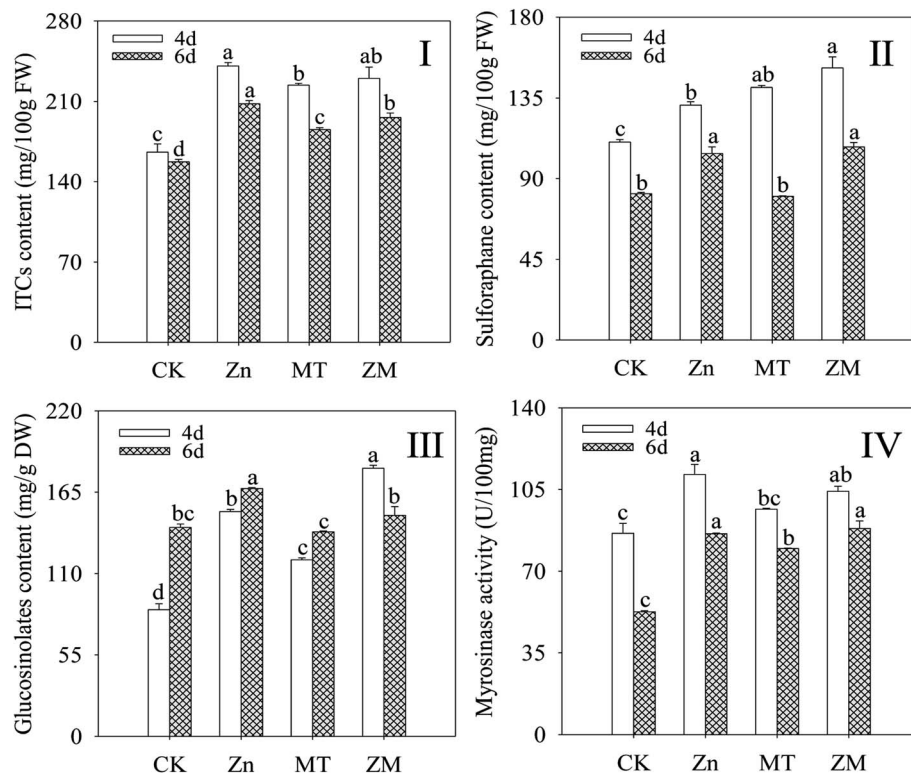 280
210
140
70
0
ITCs content (mg/100g FW)
4d
6d
I
c
d
a
a
b
c
ab
b
CK Zn MT ZM
180
135
90
45
0
Sulforaphane content (mg/100g FW)
4d
6d
II
c
b
b
a
ab
b
a
a
CK Zn MT ZM
220
165
110
55
0
Glucosinolates content (mg/g DW)
4d
6d
III
d
bc
b
a
c
c
a
b
CK Zn MT ZM
140
105
70
35
0
Myrosinase activity (U/100mg)
4d
6d
IV
c
c
a
a
bc
b
ab
a
CK Zn MT ZM